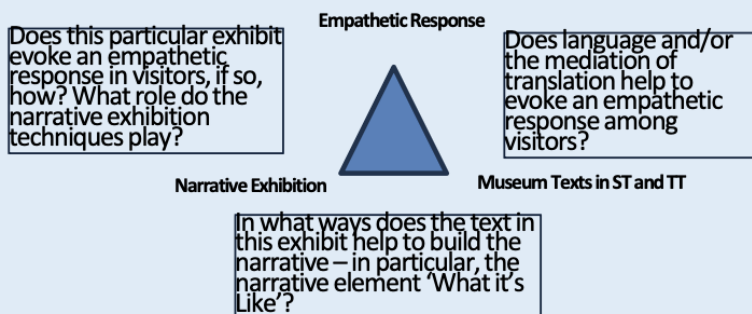 Empathetic Response
Does this particular exhibit
evoke an empathetic
response in visitors, if so,
how? What role do the
narrative exhibition
techniques play?
Does language and/or
the mediation of
translation help to
evoke an empathetic
response among
visitors?
Narrative Exhibition
Museum Texts in ST and TT
In what ways does the text in
this exhibit help to build the
narrative – in particular, the
narrative element ‘What it’s
Like’?